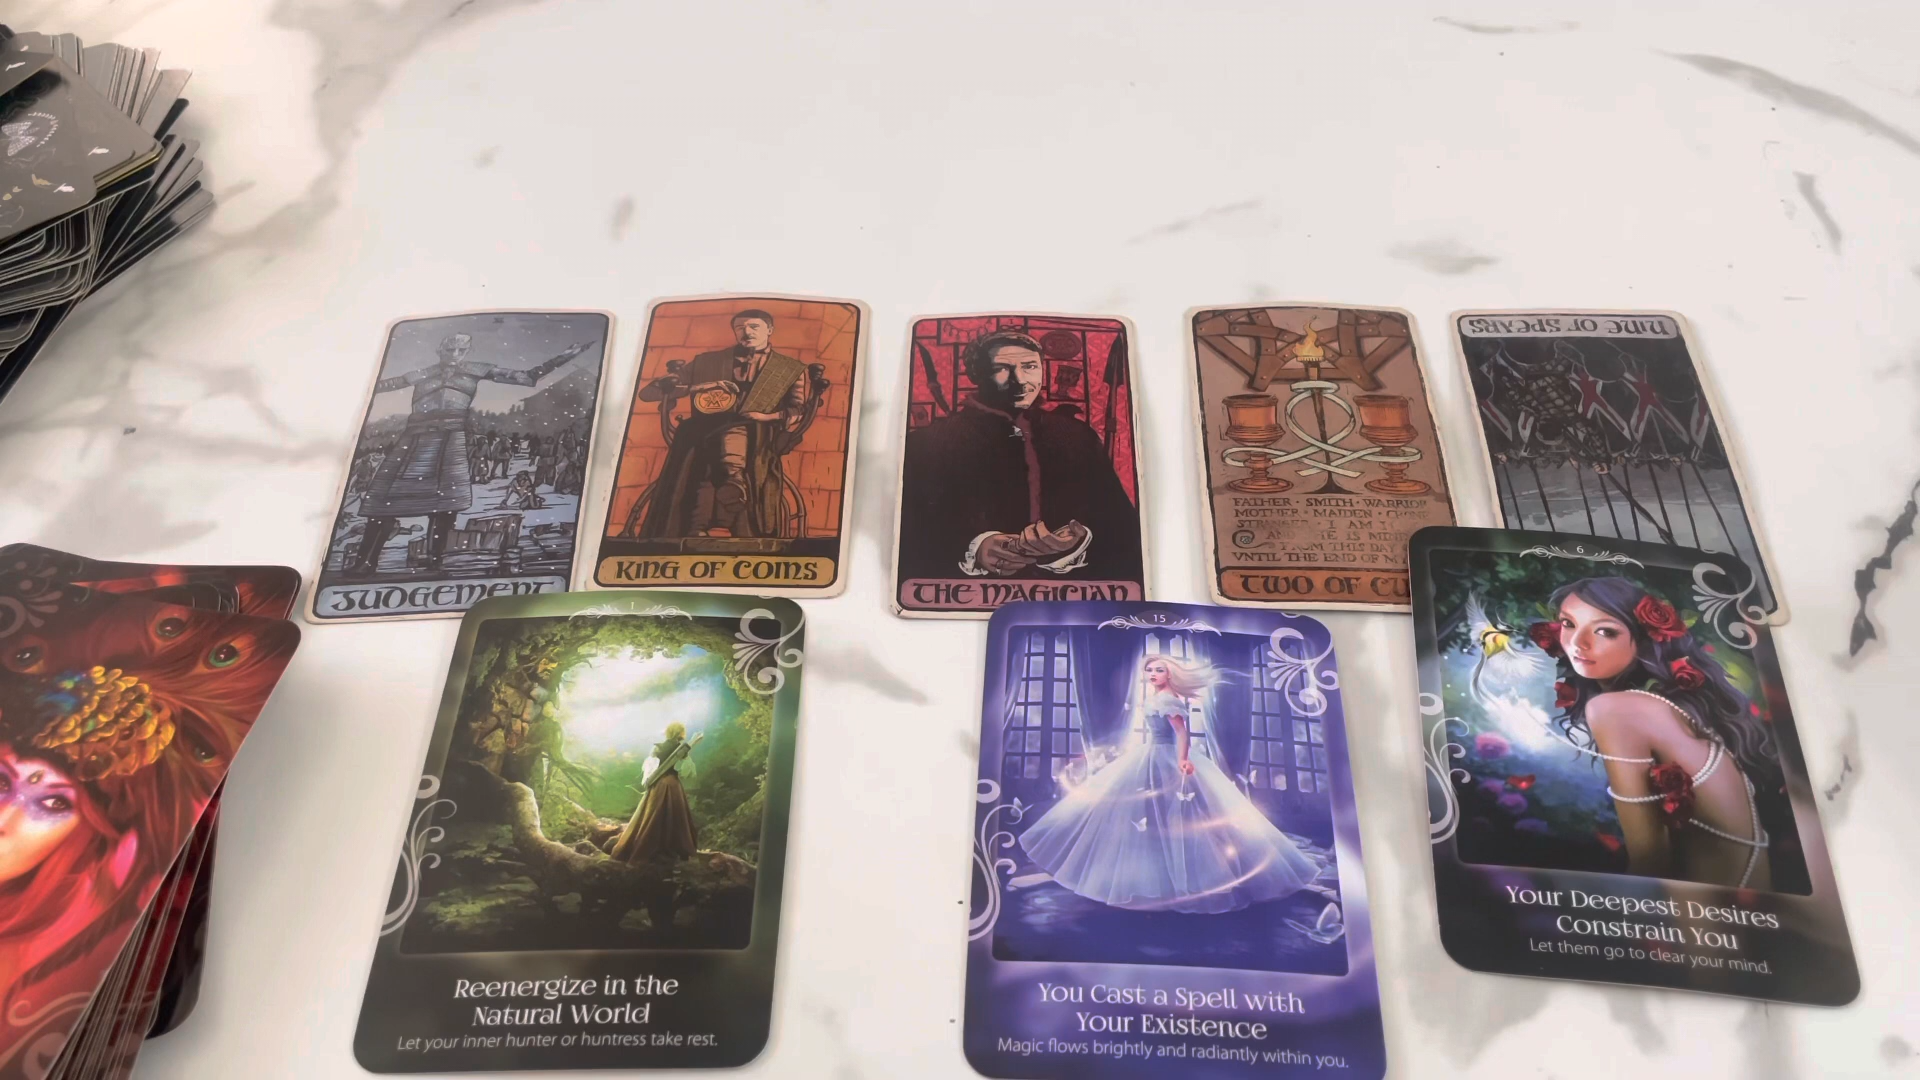 JUDGEMENT
KING OF COINS
THE MAGICIAN
FATHER · SMITH · WARRIOR
MOTHER · MAIDEN · CRONE
STRANGER · I AM
AND IS
FROM THIS DAY
VNTIL THE END OF
TWO OF CU
NINE OF SPEARS
1
Reenergize in the
Natural World
Let your inner hunter or huntress take rest.
15
You Cast a Spell with
Your Existence
Magic flows brightly and radiantly within you.
6
Your Deepest Desires
Constrain You
Let them go to clear your mind.